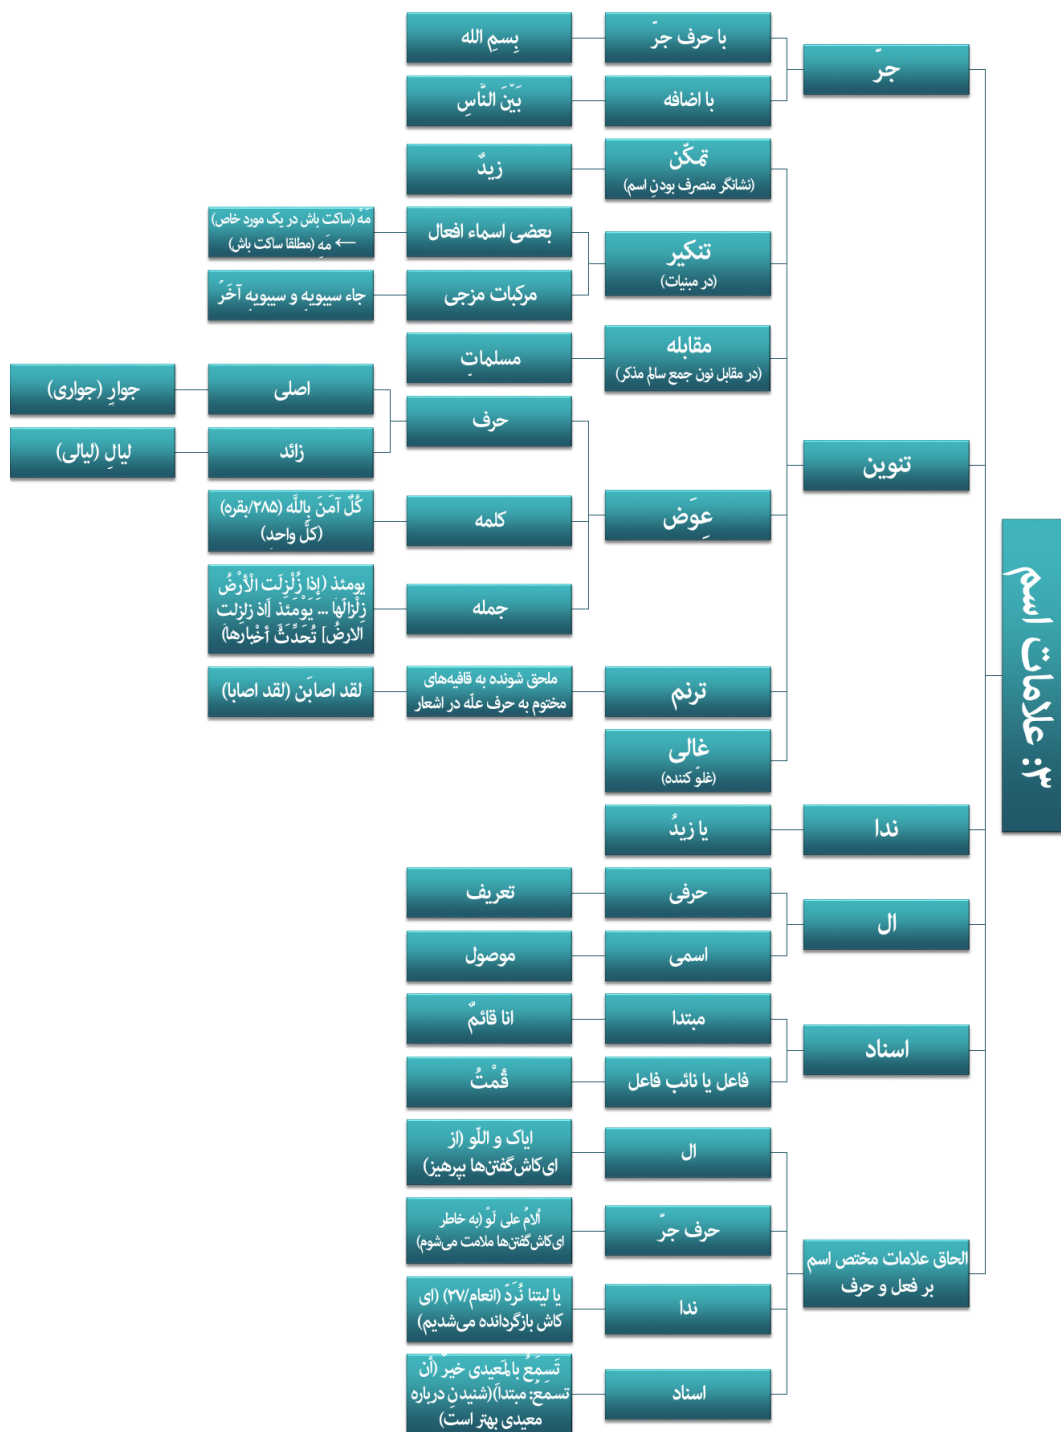 ۳: علامات اسم
جرّ
با حرف جرّ
بِسمِ الله
با اضافه
بَيْنَ النَّاسِ
تنوین
تمکّن
(نشانگر منصرف بودنِ اسم)
زیدٌ
تنکیر
(در مبنیات)
بعضی اسماء افعال
مَهْ (ساکت باش در یک مورد خاص)
← مَهٍ (مطلقا ساکت باش)
مرکبات مزجی
جاء سیبویهِ و سیبویهٍ آخَرُ
مقابله
(در مقابل نون جمع سالم مذکر)
مسلماتٍ
عِوَض
حرف
اصلی
جوارٍ (جواری)
زائد
لیالٍ (لیالی)
کلمه
كُلٌّ آمَنَ بِاللَّه (۲۸۵/بقره)
(کلّ واحدٍ)
جمله
یومئذ (إِذا زُلْزِلَت الْأَرْضُ
زِلْزالَها ... يَوْمَئِذٍ [اذ زلزلت
الارضُ] تُحَدِّثُ أَخْبارها)
ترنم
ملحق شونده به قافیه‌های
مختوم به حرف علّه در اشعار
لقد اصابَن (لقد اصابا)
غالی
(غلوّ کننده)
ندا
یا زیدُ
ال
حرفی
تعریف
اسمی
موصول
اسناد
مبتدا
انا قائمٌ
فاعل یا نائب فاعل
قُمْتُ
الحاق علامات مختص اسم
بر فعل و حرف
ال
ایاک و اللّو (از
ای‌کاش‌گفتن‌ها بپرهیز)
حرف جرّ
ألامُ علی لَوّ (به خاطر
ای‌کاش‌گفتن‌ها ملامت می‌شوم)
ندا
یا لیتنا نُرَدّ (انعام/۲۷) (ای
کاش بازگردانده می‌شدیم)
اسناد
تَسمَعُ بالمَعیدی خیرٌ (أن
تسمعُ: مبتدا)(شنیدنِ درباره
معیدی بهتر است)